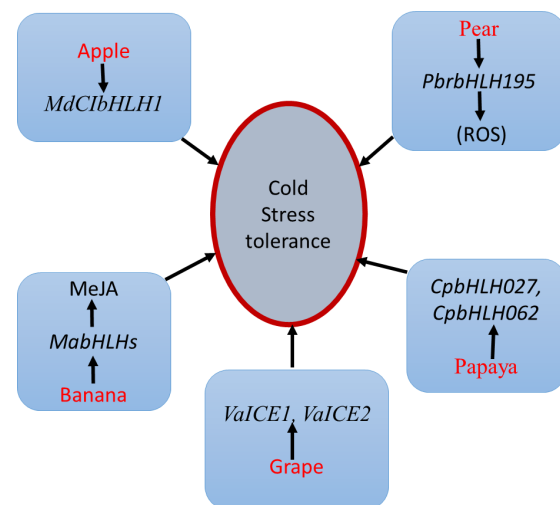 Apple
MdCIbHLH1
Pear
PbrbHLH195
(ROS)
Cold
Stress
tolerance
MeJA
MabHLHs
Banana
CpbHLH027,
CpbHLH062
Papaya
VaICE1, VaICE2
Grape